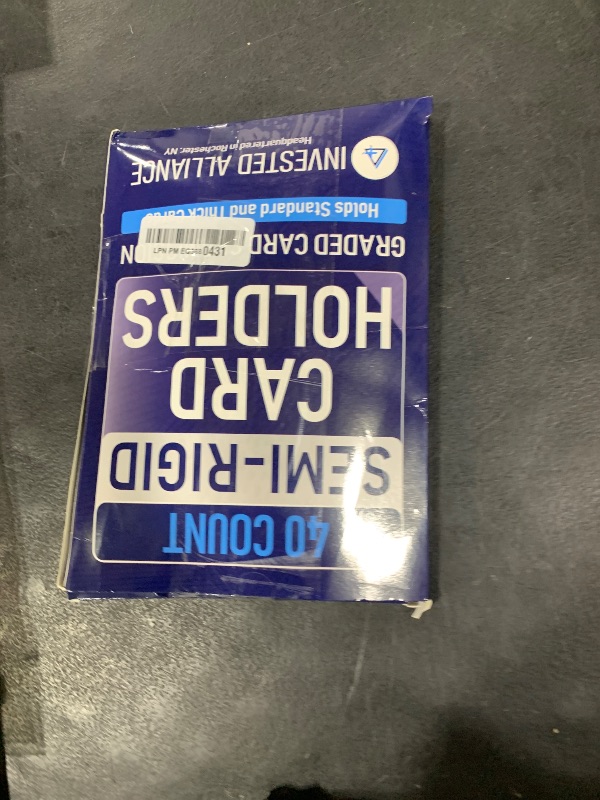 40 COUNT
SEMI-RIGID
CARD
HOLDERS
GRADED CARD
Holds Standard and Thick Cards
INVESTED ALLIANCE
Headquartered in Rochester, NY
LPN PM 0431